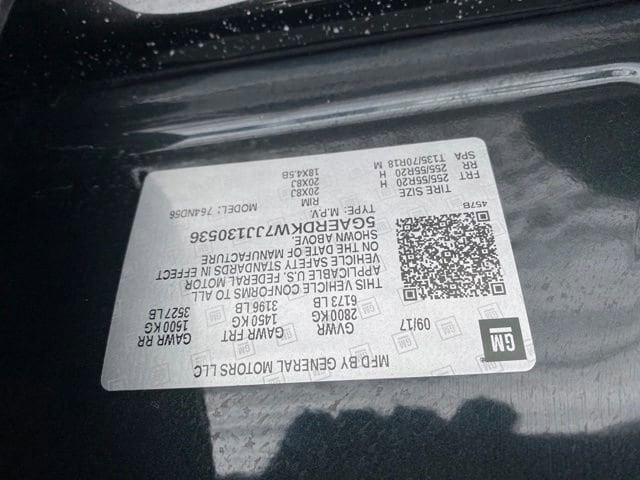 GM
MFD BY GENERAL MOTORS LLC
09/17
GVWR GAWR FRT GAWR RR
2800KG 1450 KG 1600 KG
6173 LB 3196 LB 3527 LB
THIS VEHICLE CONFORMS TO ALL
APPLICABLE U.S. FEDERAL MOTOR
VEHICLE SAFETY STANDARDS IN EFFECT
ON THE DATE OF MANUFACTURE
SHOWN ABOVE.
5GAERDKW7JJ130536
TYPE: M.P.V. MODEL: 764ND56
457B
TIRE SIZE RIM
FRT 255/55R20 H 20X8J
RR 255/55R20 H 20X8J
SPA T135/70R18 M 18X4.5B